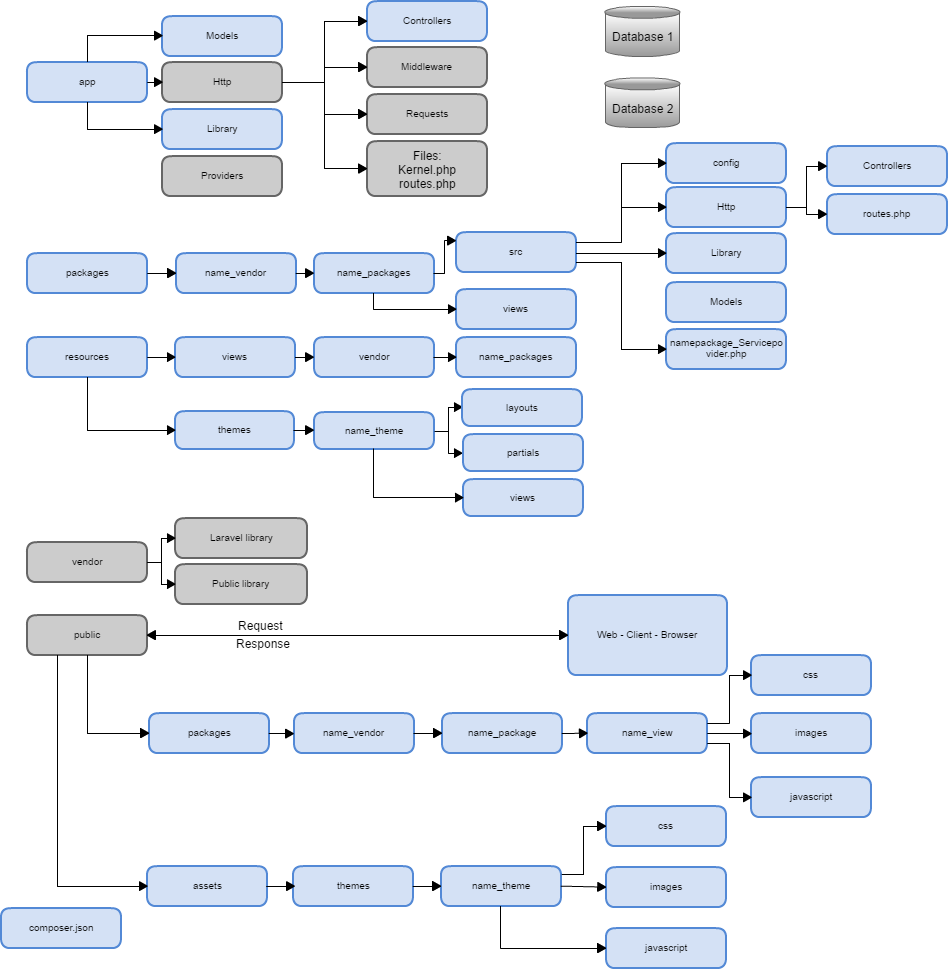 Models
Controllers
Database 1
app
Http
Middleware
Library
Requests
Database 2
Providers
Files:
Kernel.php
routes.php
config
Controllers
Http
routes.php
packages
name_vendor
name_packages
src
Library
views
Models
resources
views
vendor
name_packages
namepackage_Servicepo
vider.php
themes
name_theme
layouts
partials
views
vendor
Laravel library
Public library
public
Request
Response
Web - Client - Browser
css
packages
name_vendor
name_package
name_view
images
javascript
css
assets
themes
name_theme
images
composer.json
javascript